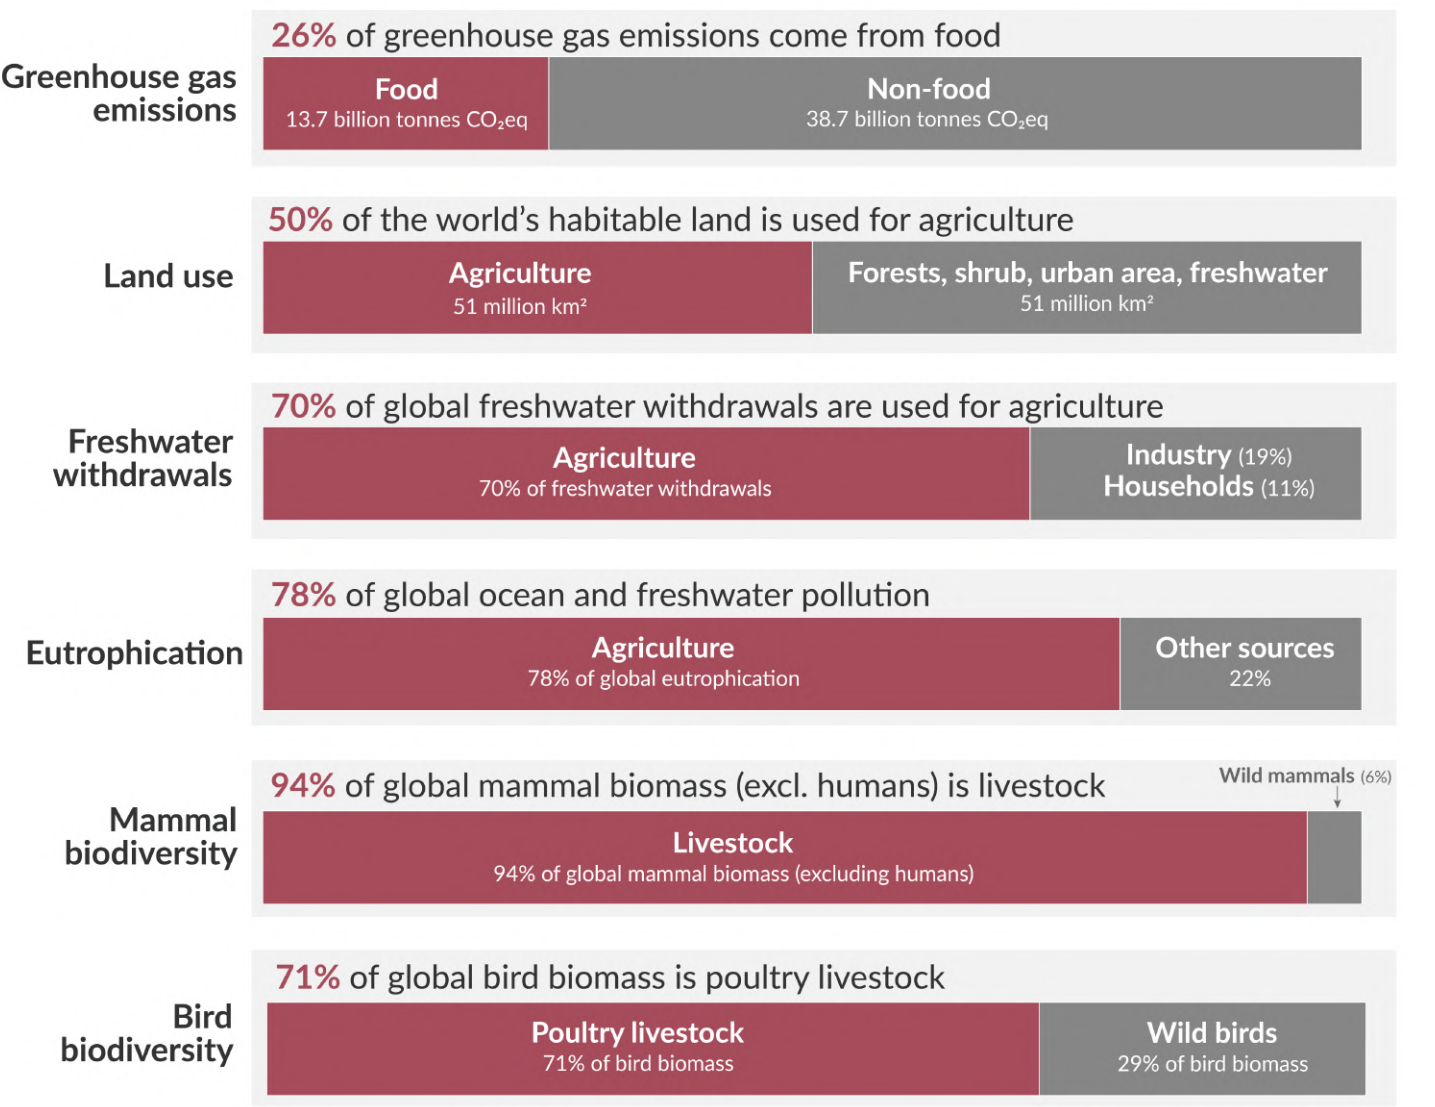 26% of greenhouse gas emissions come from food
Greenhouse gas
emissions
Food
13.7 billion tonnes CO₂eq
Non-food
38.7 billion tonnes CO₂eq
50% of the world’s habitable land is used for agriculture
Land use
Agriculture
51 million km²
Forests, shrub, urban area, freshwater
51 million km²
70% of global freshwater withdrawals are used for agriculture
Freshwater
withdrawals
Agriculture
70% of freshwater withdrawals
Industry (19%)
Households (11%)
78% of global ocean and freshwater pollution
Eutrophication
Agriculture
78% of global eutrophication
Other sources
22%
94% of global mammal biomass (excl. humans) is livestock
Wild mammals (6%)
Mammal
biodiversity
Livestock
94% of global mammal biomass (excluding humans)
71% of global bird biomass is poultry livestock
Bird
biodiversity
Poultry livestock
71% of bird biomass
Wild birds
29% of bird biomass